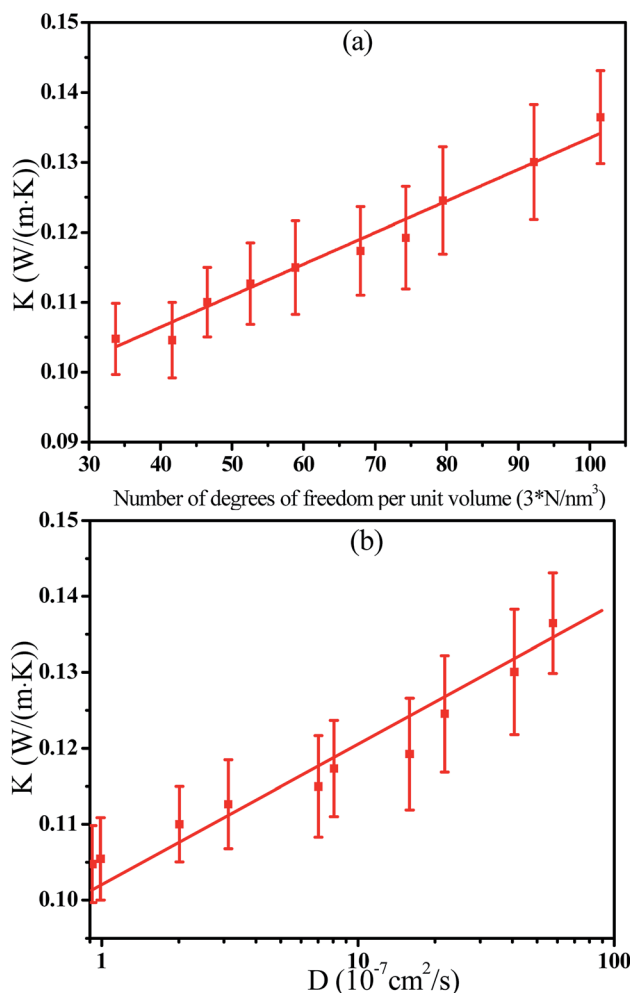 (a)
K (W/(m·K))
0.15
0.14
0.13
0.12
0.11
0.10
0.09
30 40 50 60 70 80 90 100
Number of degrees of freedom per unit volume (3*N/nm³)
(b)
K (W/(m·K))
0.15
0.14
0.13
0.12
0.11
0.10
1 10 100
D (10⁻⁷cm²/s)